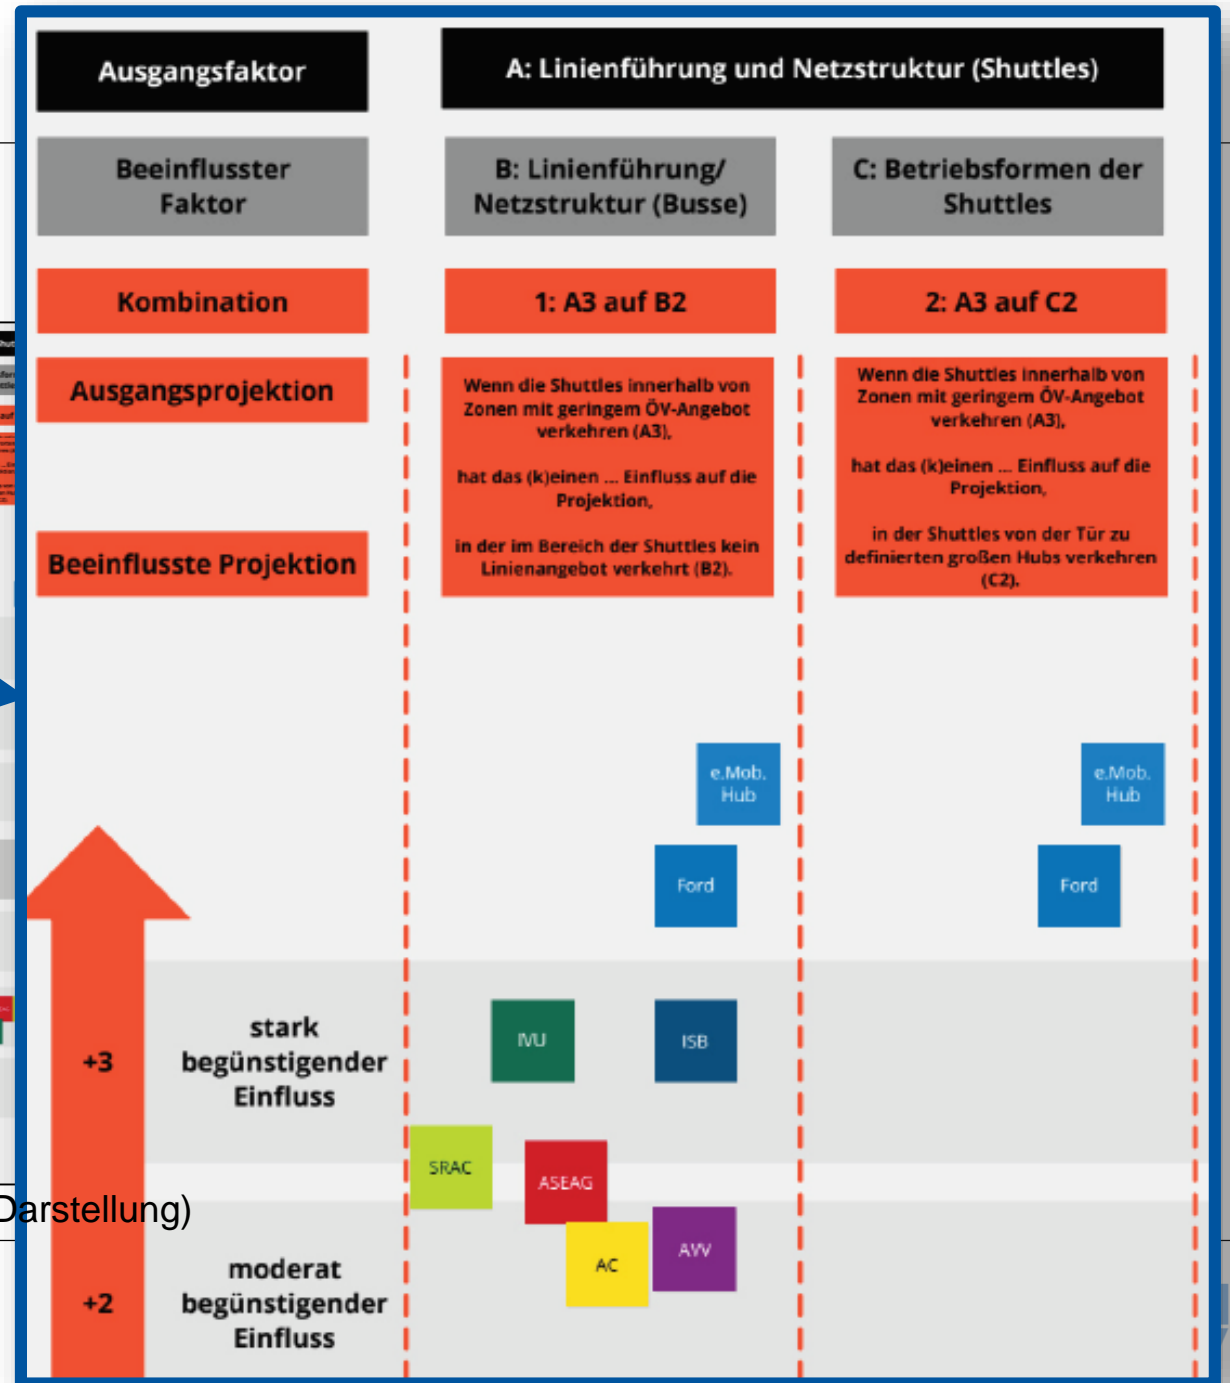 Ausgangsfaktor
A: Linienführung und Netzstruktur (Shuttles)
Beeinflusster
Faktor
B: Linienführung/
Netzstruktur (Busse)
C: Betriebsformen der
Shuttles
Kombination
1: A3 auf B2
2: A3 auf C2
Ausgangsprojektion
Beeinflusste Projektion
Wenn die Shuttles innerhalb von
Zonen mit geringem ÖV-Angebot
verkehren (A3),
hat das (k)einen ... Einfluss auf die
Projektion,
in der im Bereich der Shuttles kein
Linienangebot verkehrt (B2).
Wenn die Shuttles innerhalb von
Zonen mit geringem ÖV-Angebot
verkehren (A3),
hat das (k)einen ... Einfluss auf die
Projektion,
in der Shuttles von der Tür zu
definierten großen Hubs verkehren
(C2).
e.Mob.
Hub
e.Mob.
Hub
Ford
Ford
+3
stark
begünstigender
Einfluss
IVU
ISB
SRAC
ASEAG
Darstellung)
AC
AVV
+2
moderat
begünstigender
Einfluss